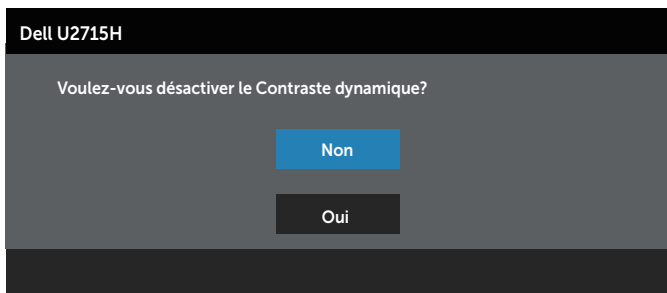 Dell U2715H
Voulez-vous désactiver le Contraste dynamique?
Non
Oui